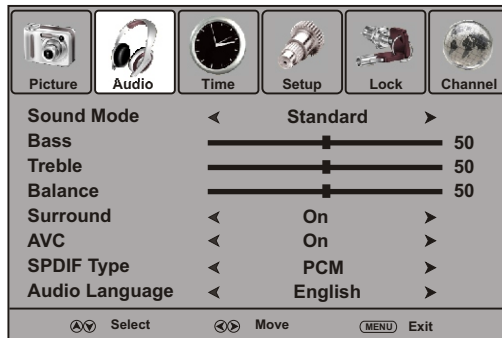 Picture Audio Time Setup Lock Channel
Sound Mode Standard
Bass 50
Treble 50
Balance 50
Surround On
AVC On
SPDIF Type PCM
Audio Language English
Select Move MENU Exit